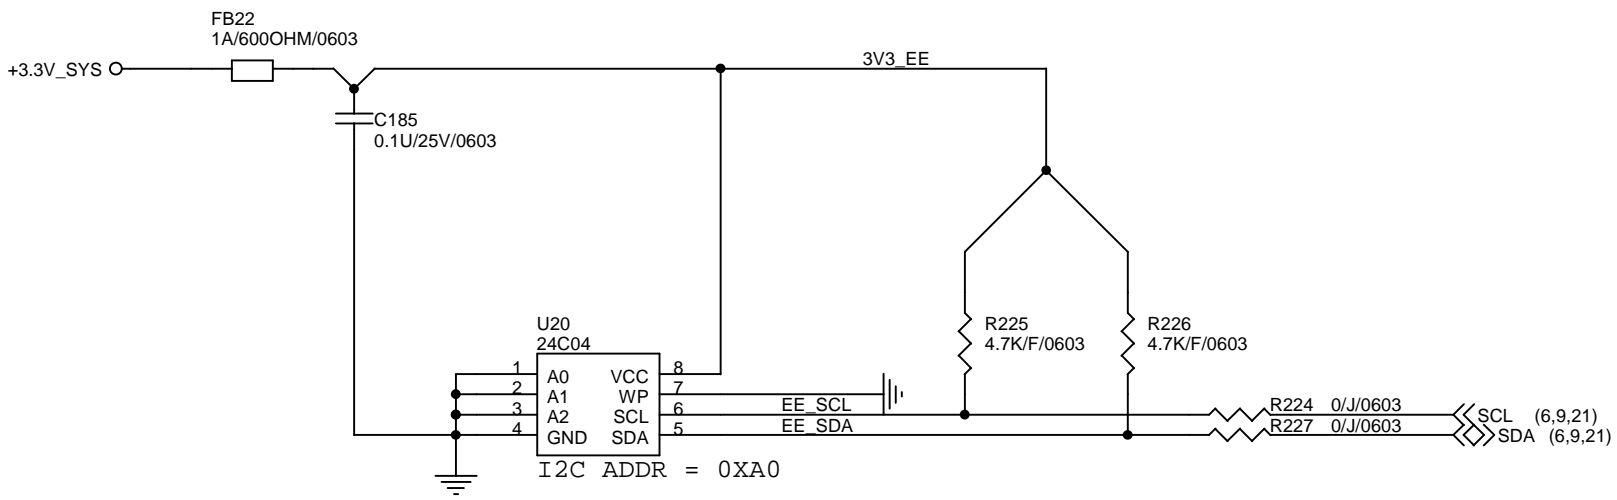 FB22
1A/600OHM/0603
+3.3V_SYS
3V3_EE
C185
0.1U/25V/0603
R225
4.7K/F/0603
R226
4.7K/F/0603
U20
24C04
1 A0 VCC 8
2 A1 WP 7
3 A2 SCL 6 EE_SCL R224 0/J/0603 SCL (6,9,21)
4 GND SDA 5 EE_SDA R227 0/J/0603 SDA (6,9,21)
I2C ADDR = 0XA0